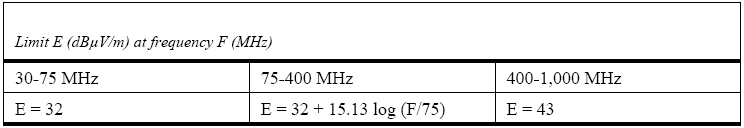 Limit E (dBµV/m) at frequency F (MHz)
30-75 MHz 75-400 MHz 400-1,000 MHz
E = 32 E = 32 + 15.13 log (F/75) E = 43